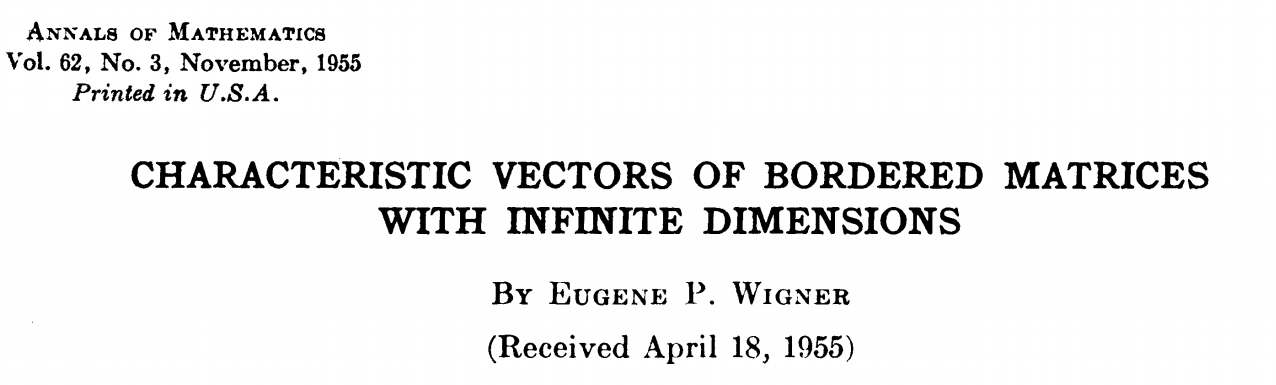 ANNALS OF MATHEMATICS
Vol. 62, No. 3, November, 1955
Printed in U.S.A.
CHARACTERISTIC VECTORS OF BORDERED MATRICES
WITH INFINITE DIMENSIONS
BY EUGENE P. WIGNER
(Received April 18, 1955)